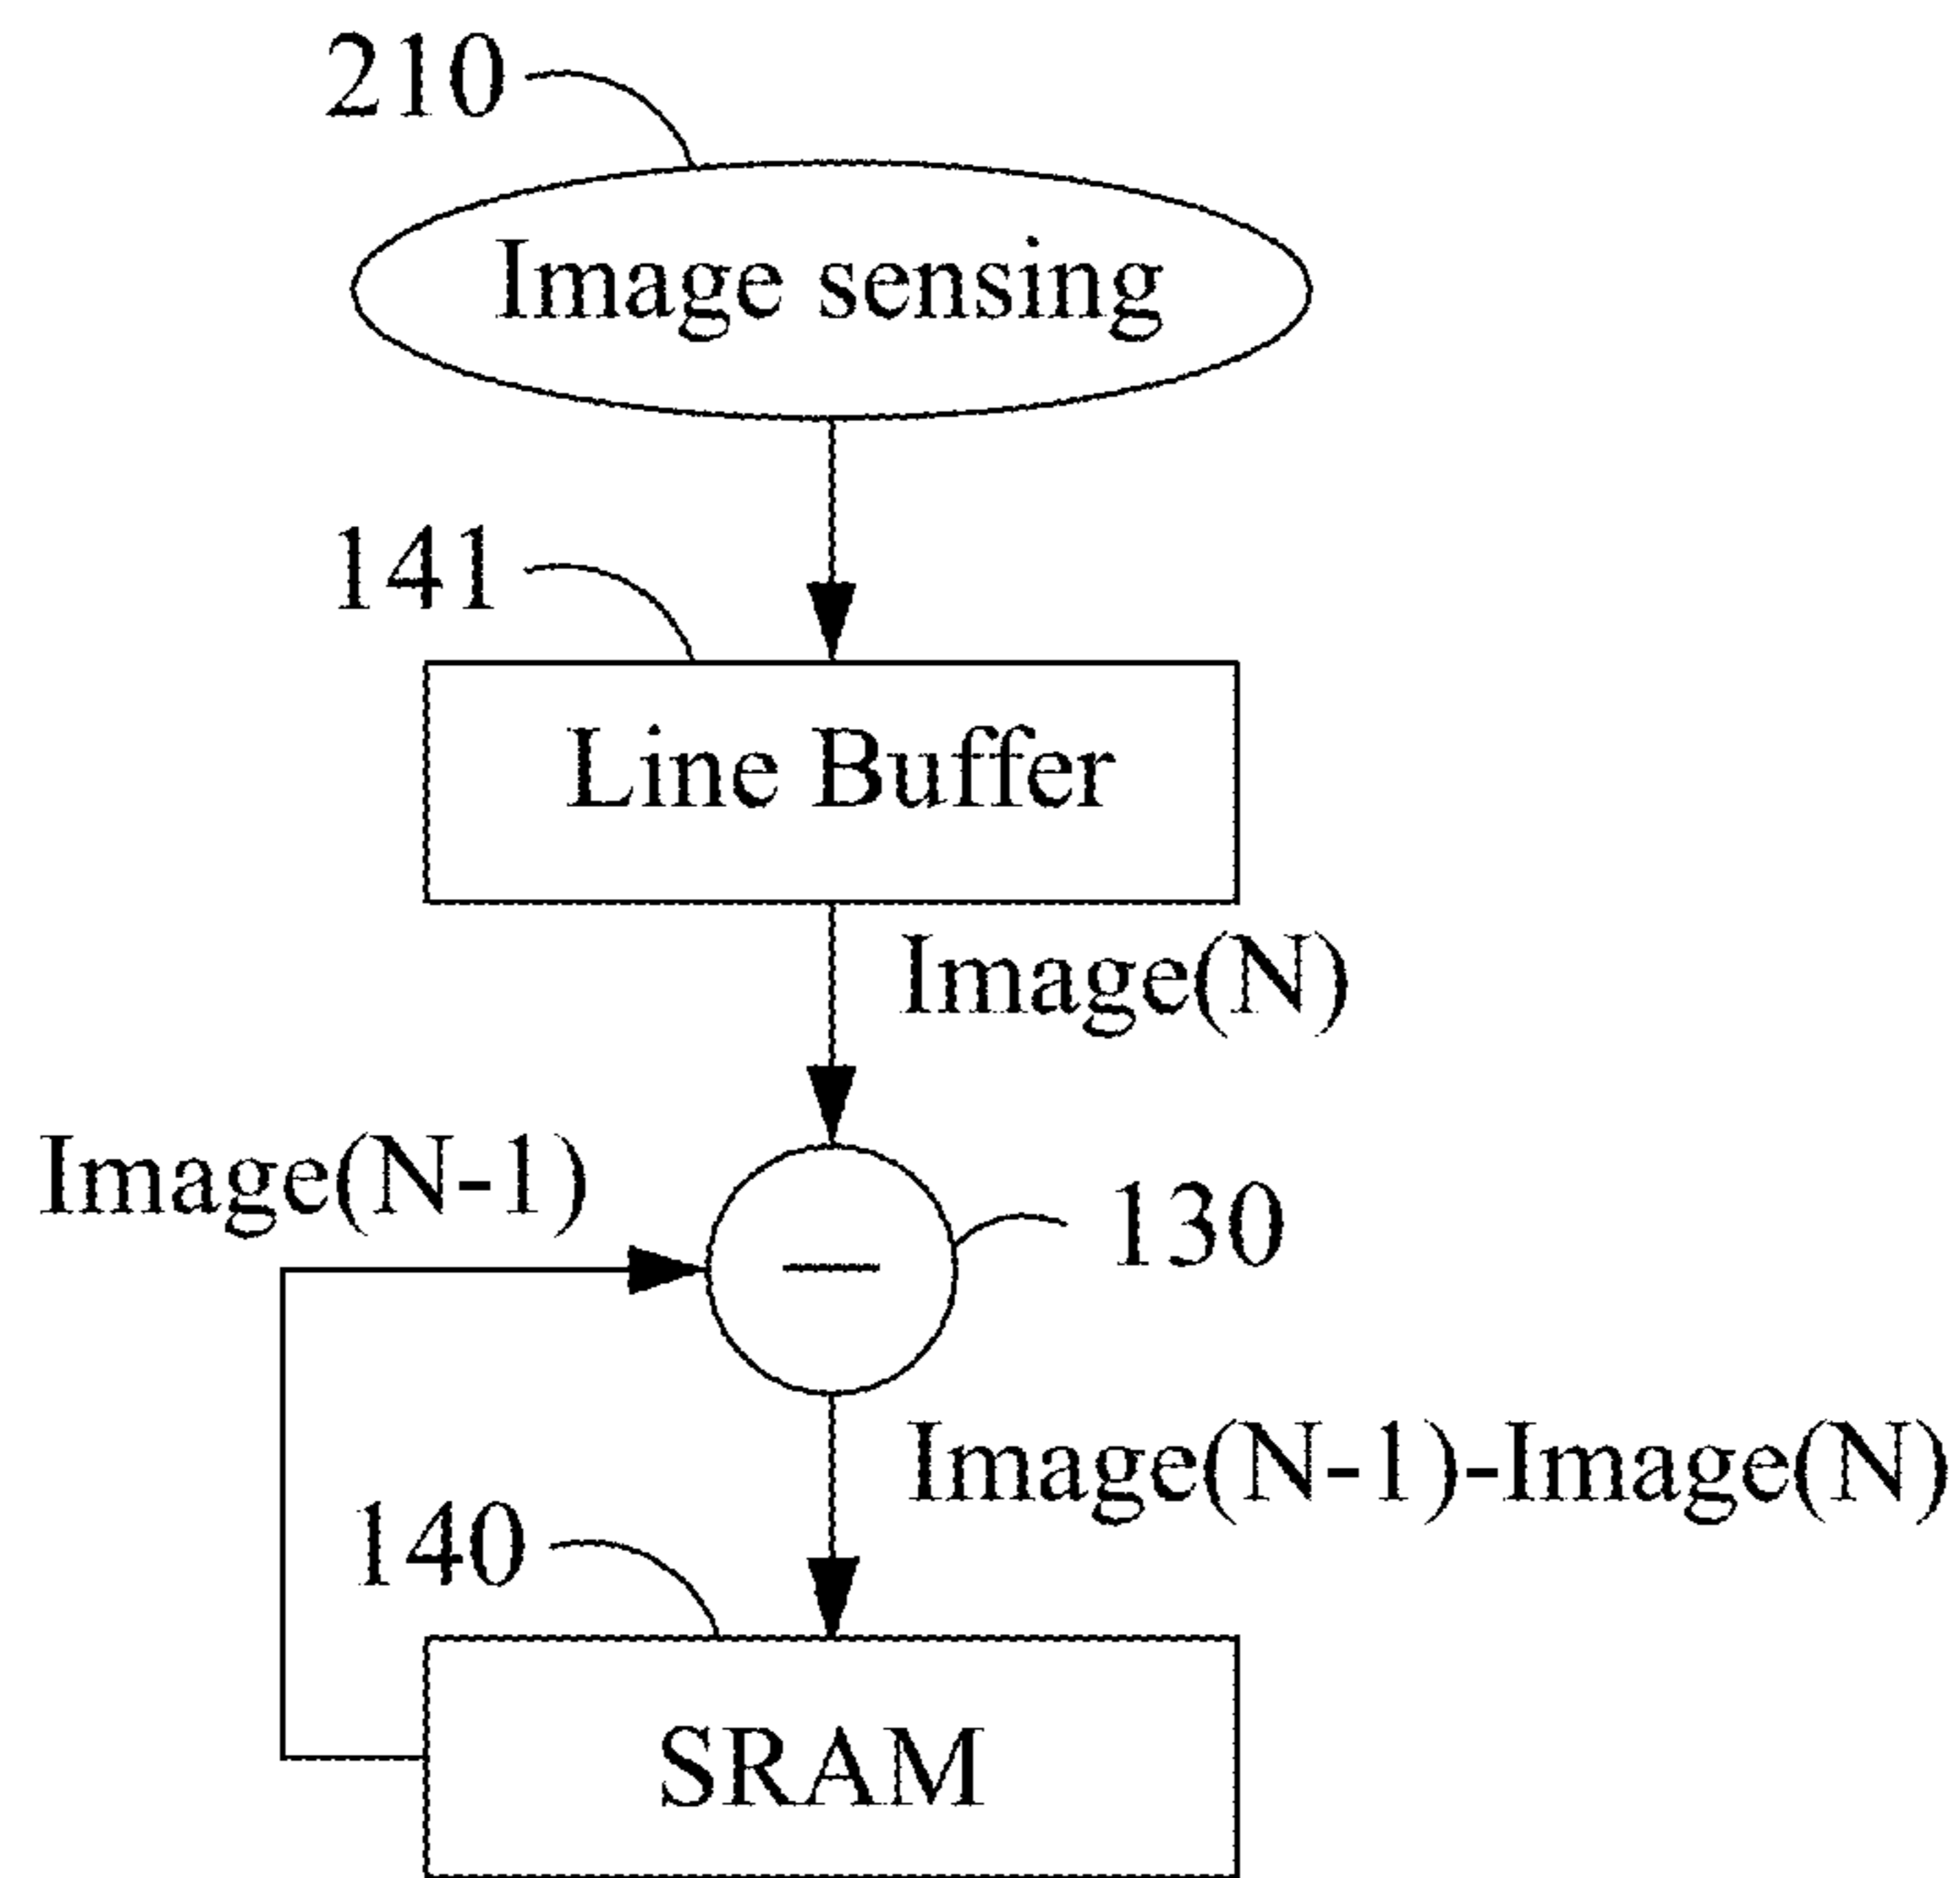 210
Image sensing
141
Line Buffer
Image(N)
Image(N-1)
130
Image(N-1)-Image(N)
140
SRAM